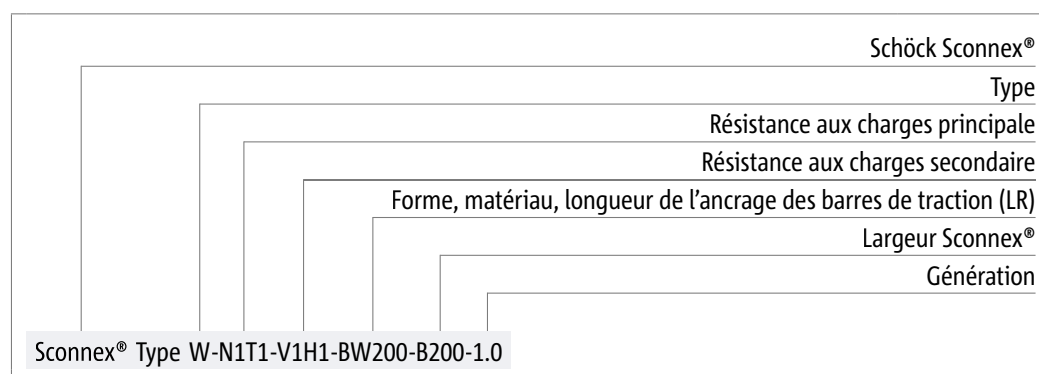 Schöck Sconnex®
Type
Résistance aux charges principale
Résistance aux charges secondaire
Forme, matériau, longueur de l’ancrage des barres de traction (LR)
Largeur Sconnex®
Génération
Sconnex® Type W-N1T1-V1H1-BW200-B200-1.0